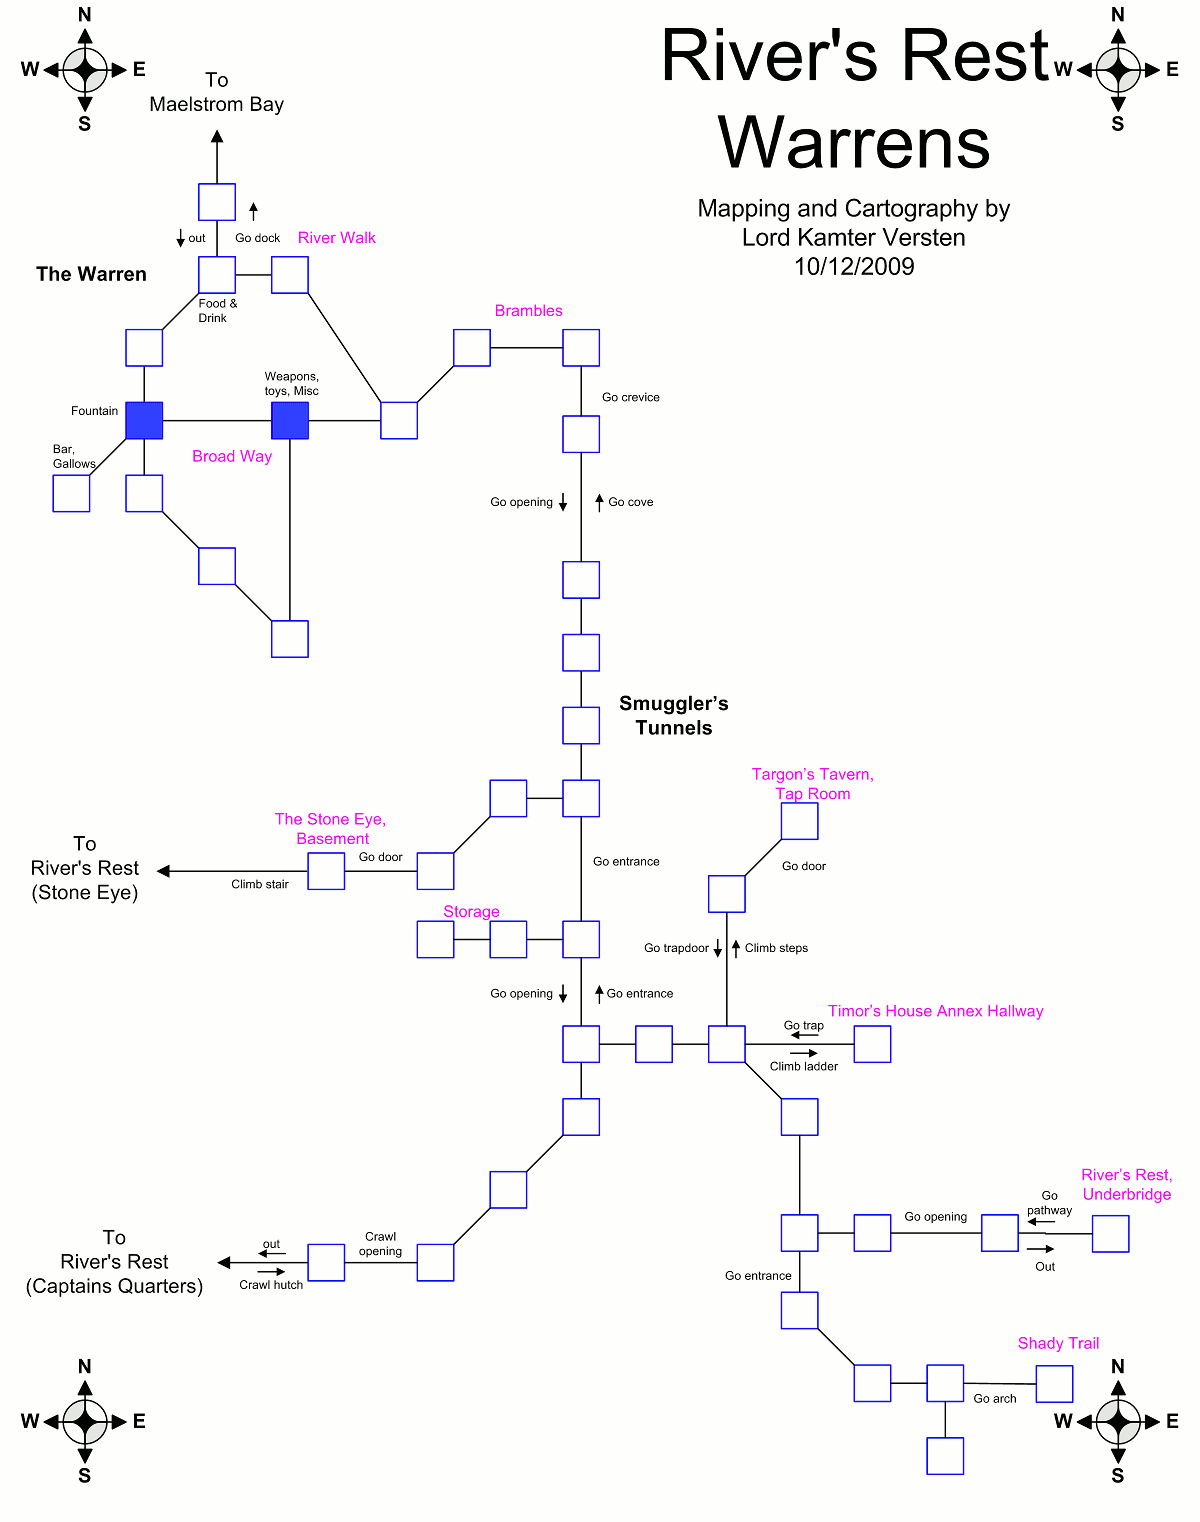 N
W E
S
To
Maelstrom Bay
River's Rest
Warrens
N
W E
S
Mapping and Cartography by
Lord Kamter Versten
10/12/2009
out
Go dock
River Walk
The Warren
Food &
Drink
Brambles
Weapons,
toys, Misc
Go crevice
Fountain
Bar,
Gallows
Broad Way
Go opening
Go cove
Smuggler's
Tunnels
Targon's Tavern,
Tap Room
The Stone Eye,
Basement
To
River's Rest
(Stone Eye)
Go door
Climb stair
Go entrance
Go door
Storage
Go trapdoor
Climb steps
Go opening
Go entrance
Timor's House Annex Hallway
Go trap
Climb ladder
River's Rest,
Underbridge
Go
pathway
Go opening
Out
To
River's Rest
(Captains Quarters)
out
Crawl hutch
Crawl
opening
Go entrance
Shady Trail
Go arch
N
W E
S
N
W E
S